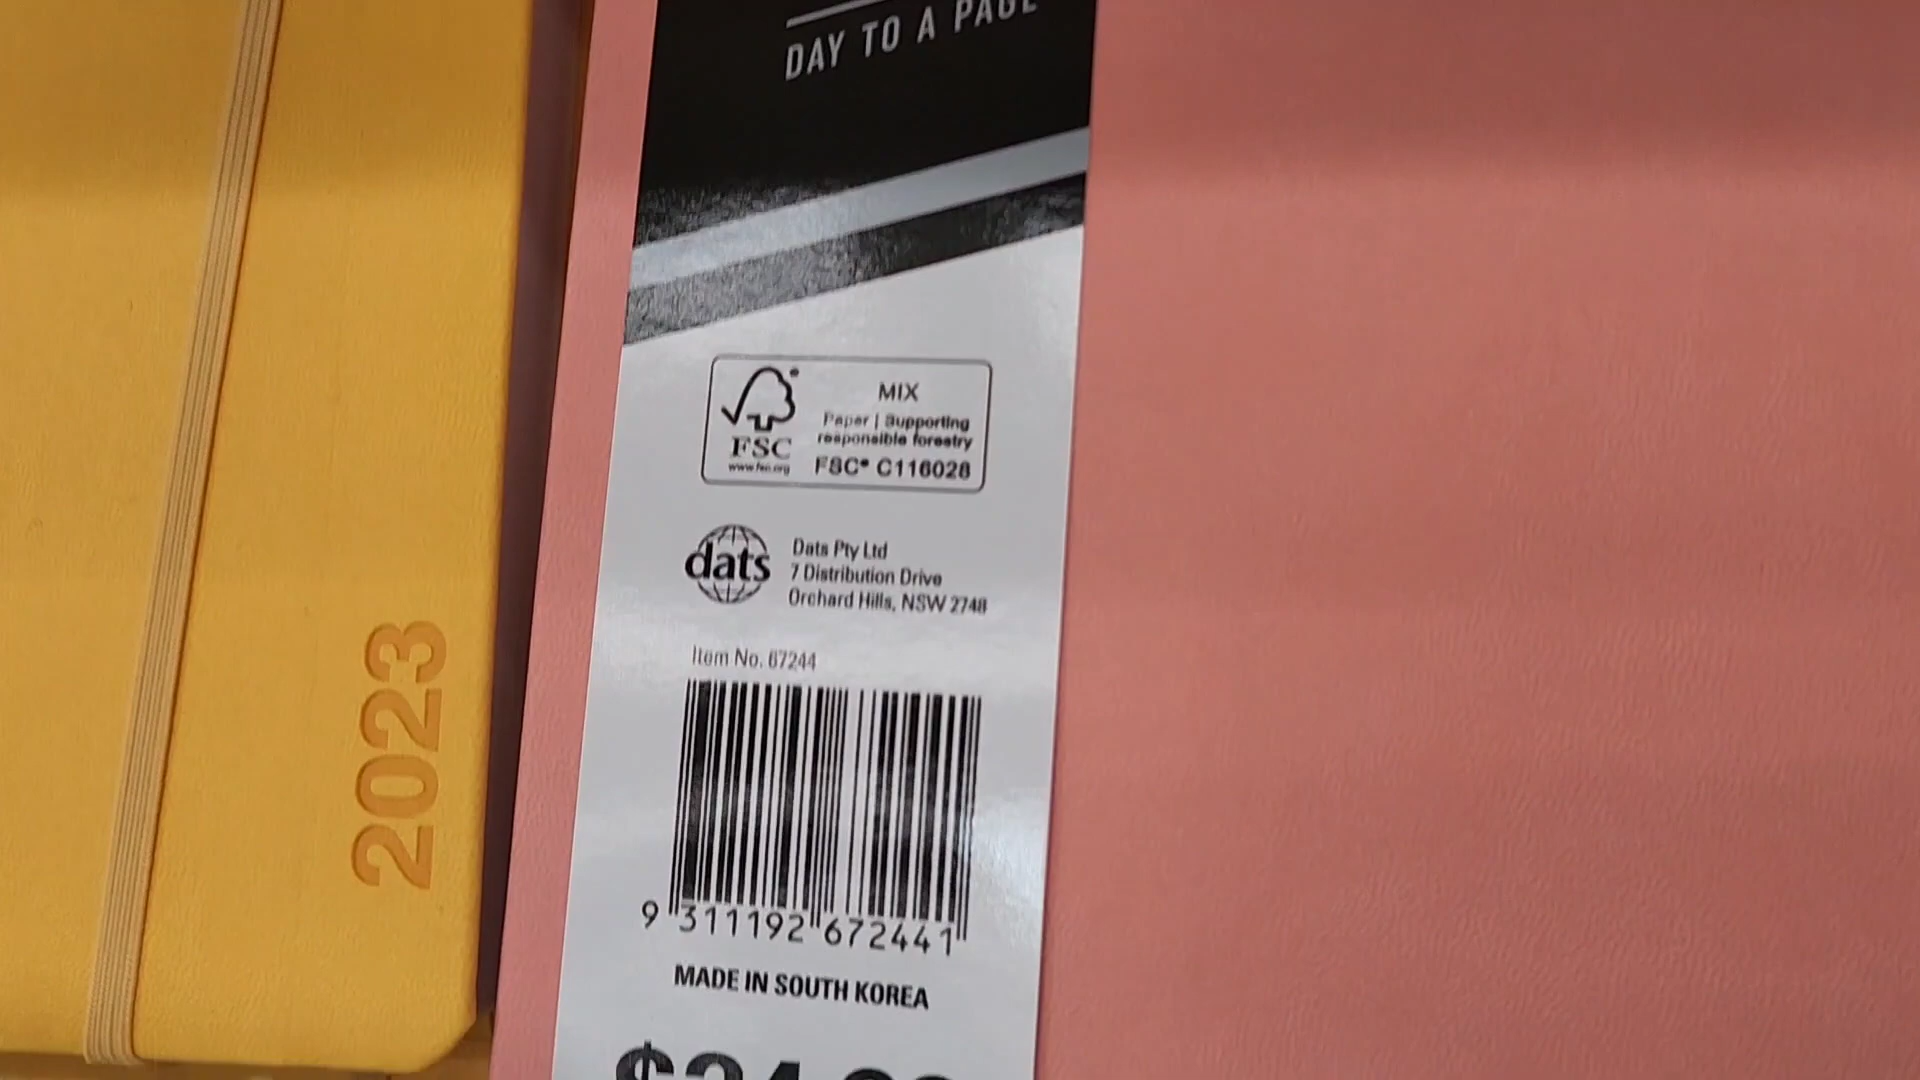 DAY TO A PAGE
MIX
Paper | Supporting
responsible forestry
FSC® C116028
FSC
www.fsc.org
dats
Dats Pty Ltd
7 Distribution Drive
Orchard Hills, NSW 2748
Item No. 67244
9 311192 672441
MADE IN SOUTH KOREA
2023